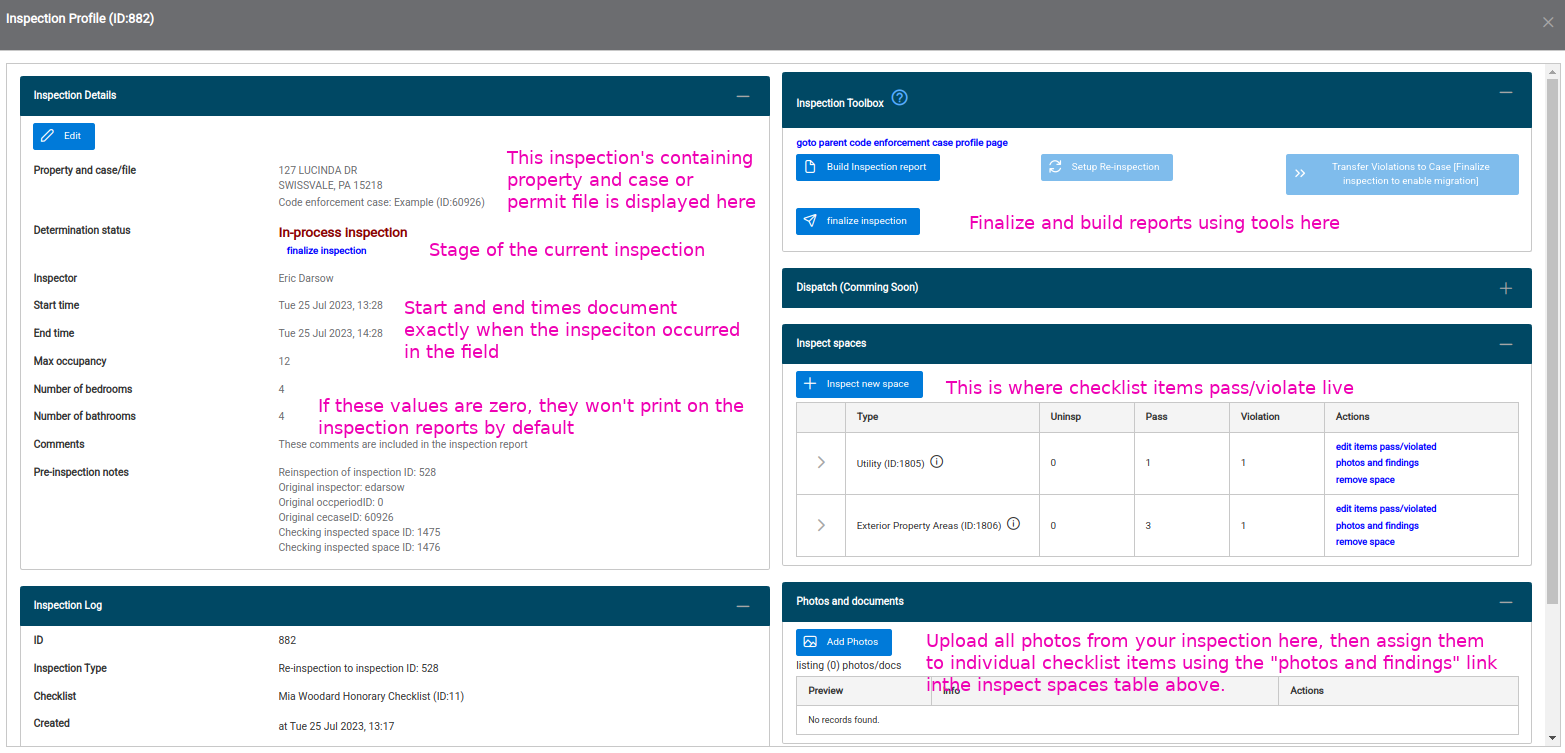 Inspection Profile (ID:882)
Inspection Details
Edit
Property and case/file
127 LUCINDA DR
SWISSVALE, PA 15218
Code enforcement case: Example (ID:60926)
This inspection's containing
property and case or
permit file is displayed here
Determination status
In-process inspection
finalize inspection
Stage of the current inspection
Inspector
Eric Darsow
Start time
Tue 25 Jul 2023, 13:28
End time
Tue 25 Jul 2023, 14:28
Start and end times document
exactly when the inspeciton occurred
in the field
Max occupancy
12
Number of bedrooms
4
Number of bathrooms
4
If these values are zero, they won't print on the
inspection reports by default
Comments
These comments are included in the inspection report
Pre-inspection notes
Reinspection of inspection ID: 528
Original inspector: edarsow
Original occperiodID: 0
Original cecaseID: 60926
Checking inspected space ID: 1475
Checking inspected space ID: 1476
Inspection Log
ID
882
Inspection Type
Re-inspection to inspection ID: 528
Checklist
Mia Woodard Honorary Checklist (ID:11)
Created
at Tue 25 Jul 2023, 13:17
Inspection Toolbox
goto parent code enforcement case profile page
Build Inspection report
Setup Re-inspection
Transfer Violations to Case [Finalize
inspection to enable migration]
finalize inspection
Finalize and build reports using tools here
Dispatch (Comming Soon)
Inspect spaces
Inspect new space
This is where checklist items pass/violate live
Type Uninsp Pass Violation Actions
Utility (ID:1805) 0 1 1
edit items pass/violated
photos and findings
remove space
Exterior Property Areas (ID:1806) 0 3 1
edit items pass/violated
photos and findings
remove space
Photos and documents
Add Photos
listing (0) photos/docs
Upload all photos from your inspection here, then assign them
to individual checklist items using the "photos and findings" link
inthe inspect spaces table above.
Preview Info Actions
No records found.